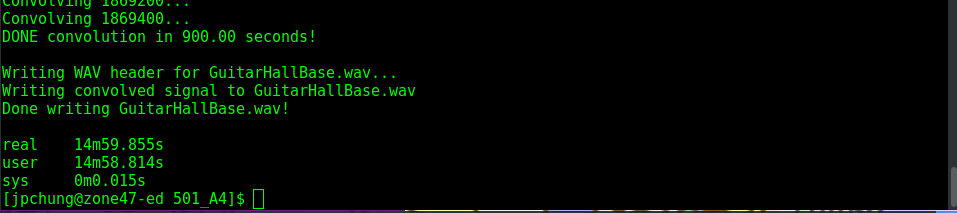 Convolving 1869200...
Convolving 1869400...
DONE convolution in 900.00 seconds!
Writing WAV header for GuitarHallBase.wav...
Writing convolved signal to GuitarHallBase.wav
Done writing GuitarHallBase.wav!
real 14m59.855s
user 14m58.814s
sys 0m0.015s
[jpchung@zone47-ed 501_A4]$